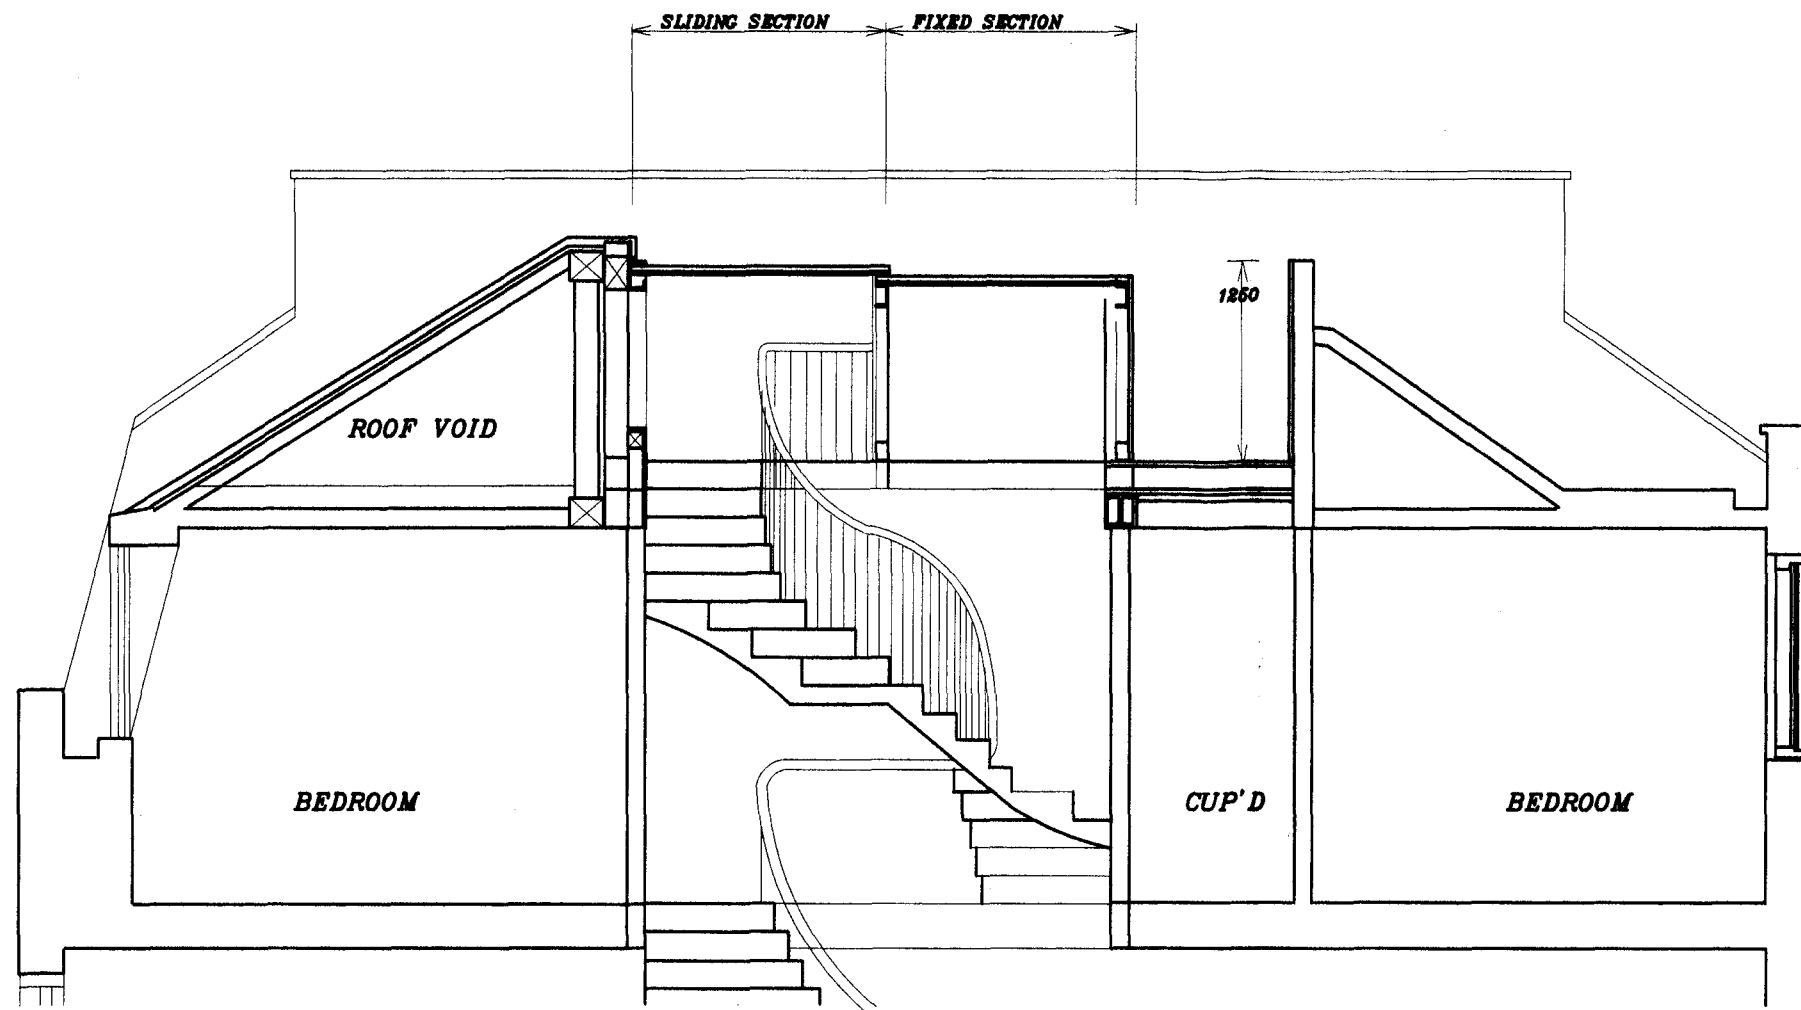 SLIDING SECTION FIXED SECTION
1250
ROOF VOID
BEDROOM CUP'D BEDROOM